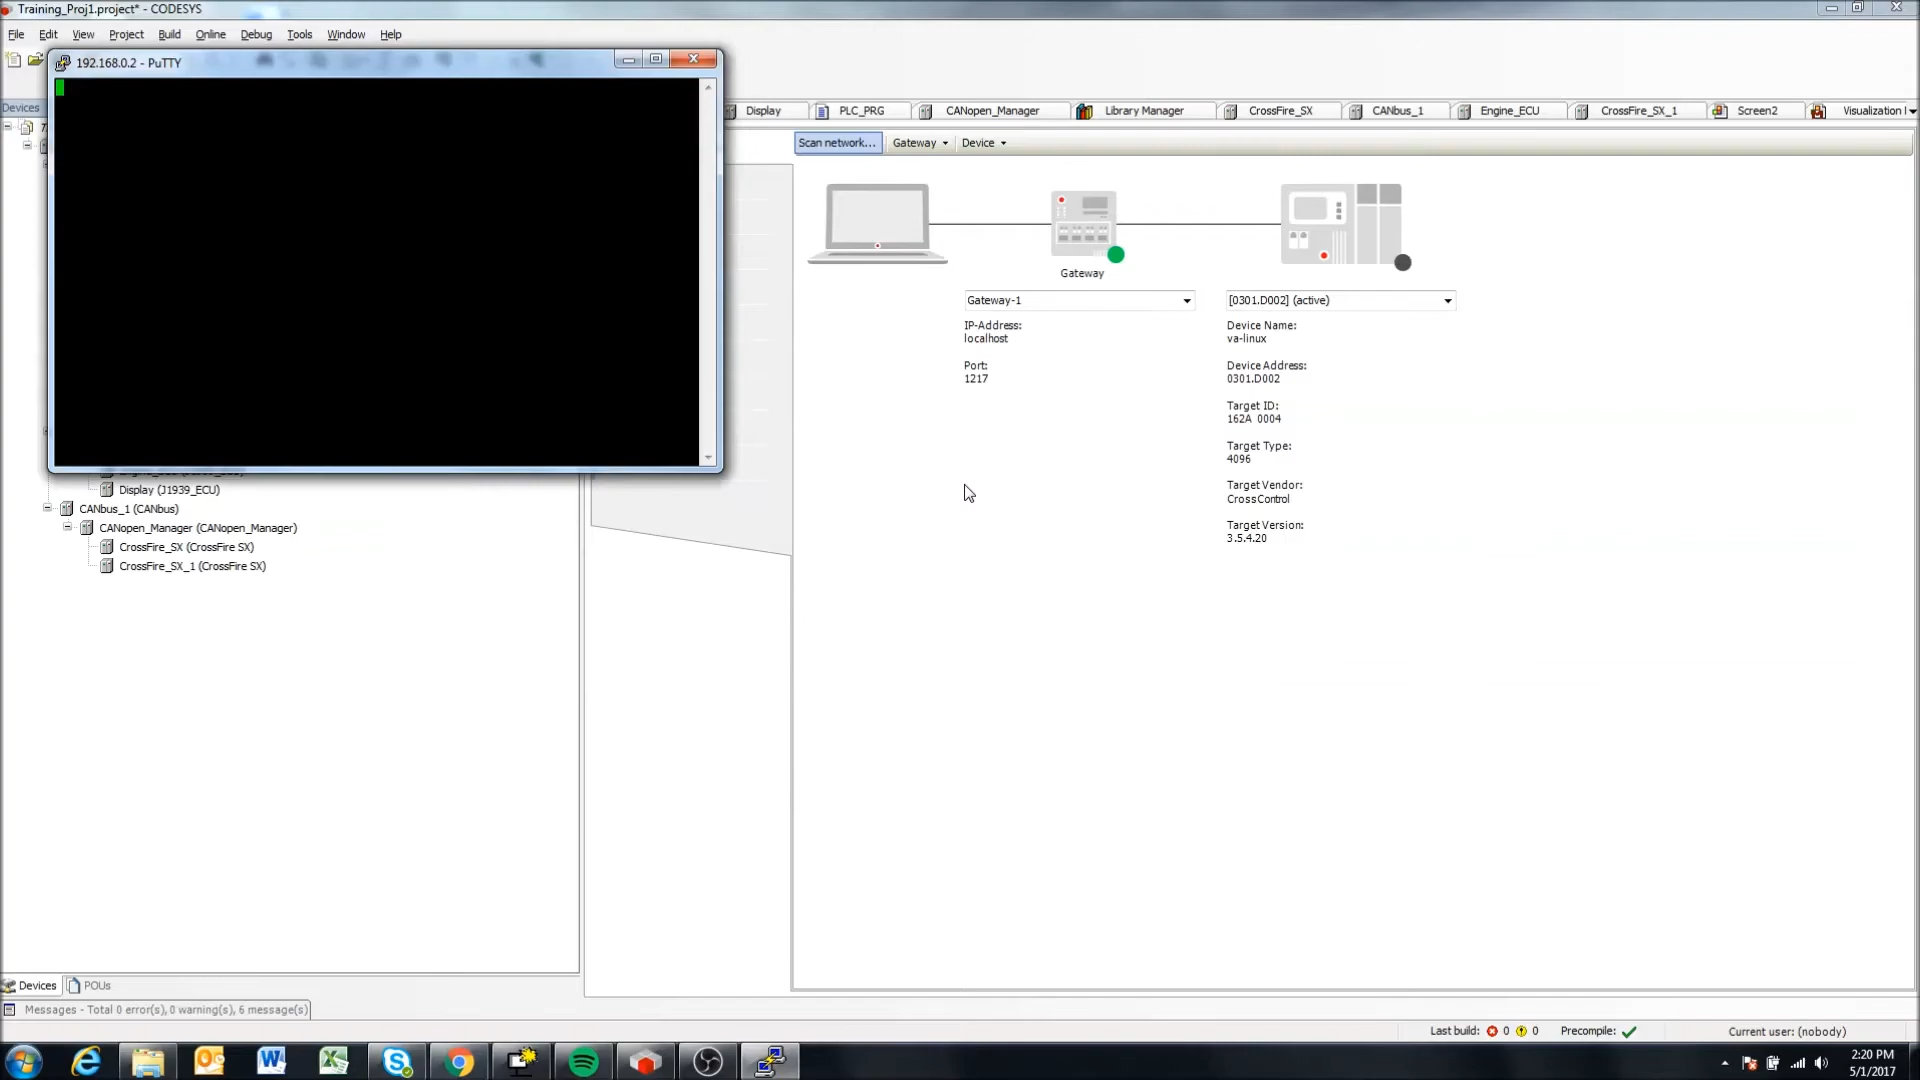 Training_Proj1.project* - CODESYS
File Edit View Project Build Online Debug Tools Window Help
192.168.0.2 - PuTTY
Devices
Display PLC_PRG CANopen_Manager Library Manager CrossFire_SX CANbus_1 Engine_ECU CrossFire_SX_1 Screen2 Visualization
Scan network... Gateway Device
Gateway
Gateway-1
[0301.D002] (active)
IP-Address:
localhost
Port:
1217
Device Name:
va-linux
Device Address:
0301.D002
Target ID:
162A 0004
Target Type:
4096
Target Vendor:
CrossControl
Target Version:
3.5.4.20
Display (J1939_ECU)
CANbus_1 (CANbus)
CANopen_Manager (CANopen_Manager)
CrossFire_SX (CrossFire SX)
CrossFire_SX_1 (CrossFire SX)
Devices POUs
Messages - Total 0 error(s), 0 warning(s), 6 message(s)
Last build: 0 0 Precompile: Current user: (nobody)
2:20 PM
5/1/2017